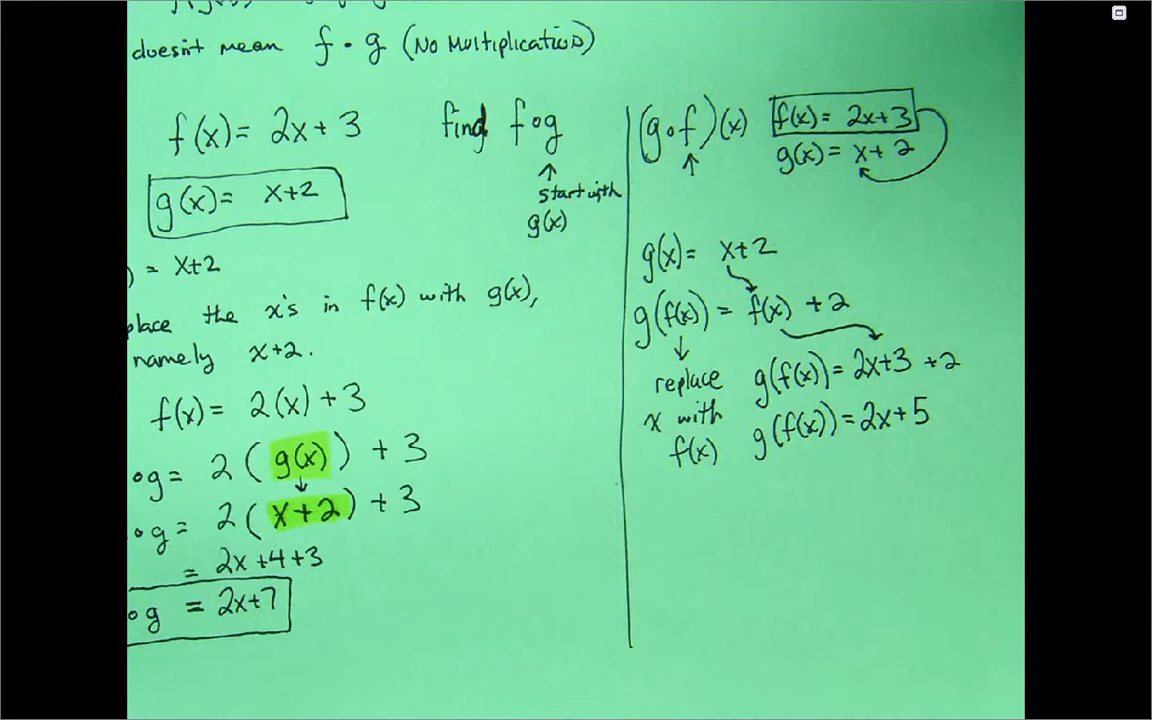 doesn't mean f • g (No Multiplication)
f(x) = 2x + 3
find f∘g
g(x) = x+2
↑
start with
g(x)
) = x+2
place the x's in f(x) with g(x),
namely x+2.
f(x) = 2(x) + 3
∘g = 2(g(x)) + 3
↓
∘g = 2(x+2) + 3
= 2x+4+3
∘g = 2x+7
(g∘f)(x)
↑
f(x) = 2x+3
g(x) = x+2
g(x) = x+2
g(f(x)) = f(x) + 2
↓
replace
x with
f(x)
g(f(x)) = 2x+3 +2
g(f(x)) = 2x+5